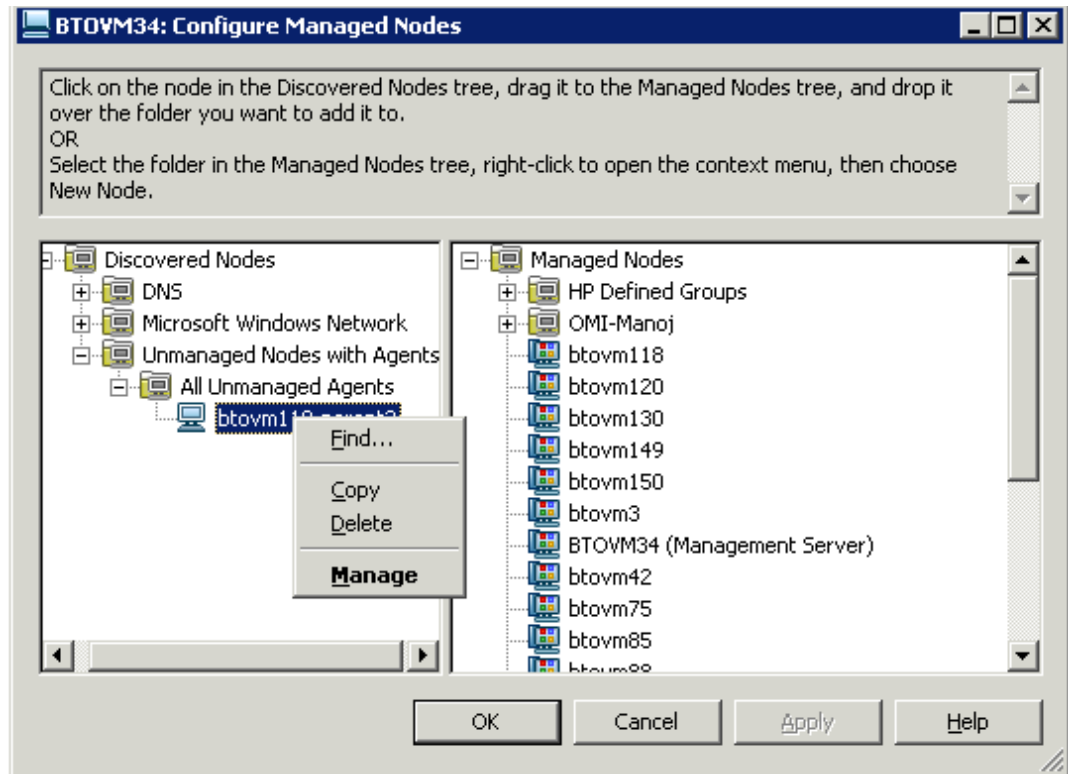 BTOVM34: Configure Managed Nodes
Click on the node in the Discovered Nodes tree, drag it to the Managed Nodes tree, and drop it
over the folder you want to add it to.
OR
Select the folder in the Managed Nodes tree, right-click to open the context menu, then choose
New Node.
Discovered Nodes
DNS
Microsoft Windows Network
Unmanaged Nodes with Agents
All Unmanaged Agents
Find...
Copy
Delete
Manage
Managed Nodes
HP Defined Groups
OMI-Manoj
btovm118
btovm120
btovm130
btovm149
btovm150
btovm3
BTOVM34 (Management Server)
btovm42
btovm75
btovm85
OK
Cancel
Apply
Help